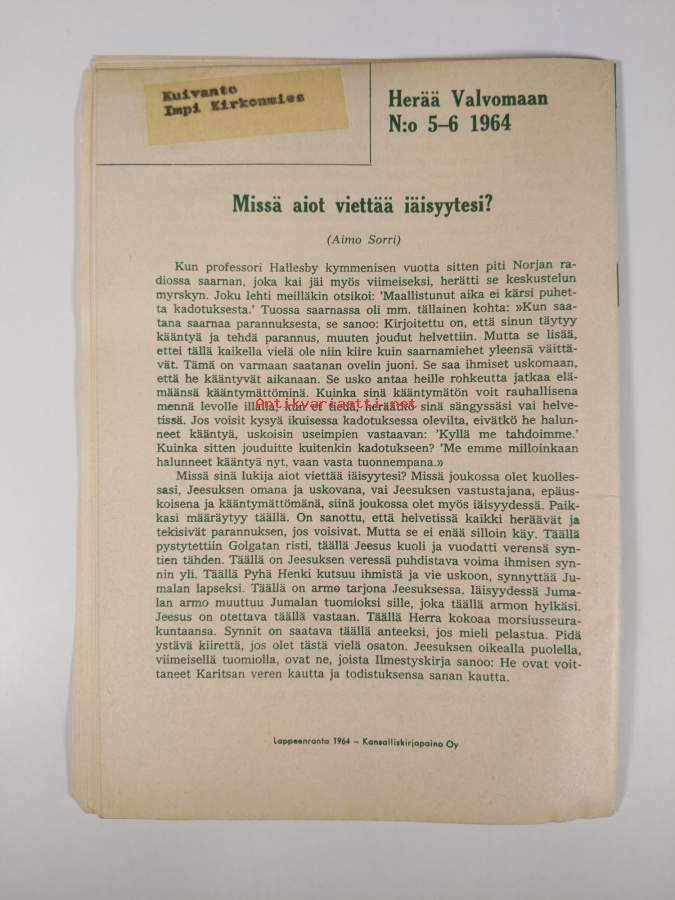 Kuivanto
Impi Kirkonmies
Herää Valvomaan
N:o 5–6 1964
Missä aiot viettää iäisyytesi?
(Aimo Sorri)
Kun professori Hallesby kymmenisen vuotta sitten piti Norjan ra-
diossa saarnan, joka kai jäi myös viimeiseksi, herätti se keskustelun
myrskyn. Joku lehti meilläkin otsikoi: 'Maallistunut aika ei kärsi puhet-
ta kadotuksesta.' Tuossa saarnassa oli mm. tällainen kohta: »Kun saa-
tana saarnaa parannuksesta, se sanoo: Kirjoitettu on, että sinun täytyy
kääntyä ja tehdä parannus, muuten joudut helvettiin. Mutta se lisää,
ettei tällä kaikella vielä ole niin kiire kuin saarnamiehet yleensä väittä-
vät. Tämä on varmaan saatanan ovelin juoni. Se saa ihmiset uskomaan,
että he kääntyvät aikanaan. Se usko antaa heille rohkeutta jatkaa elä-
määnsä kääntymättöminä. Kuinka sinä kääntymätön voit rauhallisena
mennä levolle illalla, kun et tiedä, heräätkö sinä sängyssäsi vai helve-
Antikvariaatti.net
tissä. Jos voisit kysyä ikuisessa kadotuksessa olevilta, eivätkö he halun-
neet kääntyä, uskoisin useimpien vastaavan: 'Kyllä me tahdoimme.'
Kuinka sitten jouduitte kuitenkin kadotukseen? 'Me emme milloinkaan
halunneet kääntyä nyt, vaan vasta tuonnempana.»
Missä sinä lukija aiot viettää iäisyytesi? Missä joukossa olet kuolles-
sasi, Jeesuksen omana ja uskovana, vai Jeesuksen vastustajana, epäus-
koisena ja kääntymättömänä, siinä joukossa olet myös iäisyydessä. Paik-
kasi määräytyy täällä. On sanottu, että helvetissä kaikki heräävät ja
tekisivät parannuksen, jos voisivat. Mutta se ei enää silloin käy. Täällä
pystytettiin Golgatan risti, täällä Jeesus kuoli ja vuodatti verensä syn-
tien tähden. Täällä on Jeesuksen veressä puhdistava voima ihmisen syn-
nin yli. Täällä Pyhä Henki kutsuu ihmistä ja vie uskoon, synnyttää Ju-
malan lapseksi. Täällä on armo tarjona Jeesuksessa. Iäisyydessä Juma-
lan armo muuttuu Jumalan tuomioksi sille, joka täällä armon hylkäsi.
Jeesus on otettava täällä vastaan. Täällä Herra kokoaa morsiusseura-
kuntaansa. Synnit on saatava täällä anteeksi, jos mieli pelastua. Pidä
ystävä kiirettä, jos olet tästä vielä osaton. Jeesuksen oikealla puolella,
viimeisellä tuomiolla, ovat ne, joista Ilmestyskirja sanoo: He ovat voit-
taneet Karitsan veren kautta ja todistuksensa sanan kautta.
Lappeenranta 1964 – Kansalliskirjapaino Oy